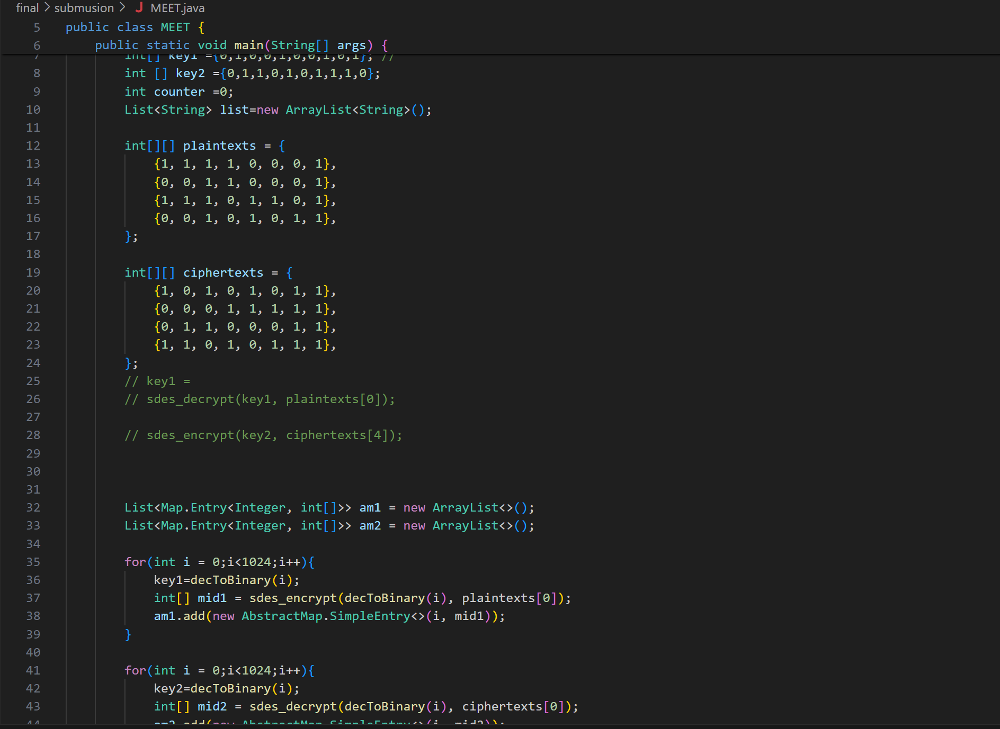 final > submusion > J MEET.java
5 public class MEET {
6 public static void main(String[] args) {
7 int[] key1 ={0,1,0,0,1,0,0,1,0,1}; //
8 int [] key2 ={0,1,1,0,1,0,1,1,1,0};
9 int counter =0;
10 List<String> list=new ArrayList<String>();
11
12 int[][] plaintexts = {
13 {1, 1, 1, 1, 0, 0, 0, 1},
14 {0, 0, 1, 1, 0, 0, 0, 1},
15 {1, 1, 1, 0, 1, 1, 0, 1},
16 {0, 0, 1, 0, 1, 0, 1, 1},
17 };
18
19 int[][] ciphertexts = {
20 {1, 0, 1, 0, 1, 0, 1, 1},
21 {0, 0, 0, 1, 1, 1, 1, 1},
22 {0, 1, 1, 0, 0, 0, 1, 1},
23 {1, 1, 0, 1, 0, 1, 1, 1},
24 };
25 // key1 =
26 // sdes_decrypt(key1, plaintexts[0]);
27
28 // sdes_encrypt(key2, ciphertexts[4]);
29
30
31
32 List<Map.Entry<Integer, int[]>> am1 = new ArrayList<>();
33 List<Map.Entry<Integer, int[]>> am2 = new ArrayList<>();
34
35 for(int i = 0;i<1024;i++){
36 key1=decToBinary(i);
37 int[] mid1 = sdes_encrypt(decToBinary(i), plaintexts[0]);
38 am1.add(new AbstractMap.SimpleEntry<>(i, mid1));
39 }
40
41 for(int i = 0;i<1024;i++){
42 key2=decToBinary(i);
43 int[] mid2 = sdes_decrypt(decToBinary(i), ciphertexts[0]);
44 am2.add(new AbstractMap.SimpleEntry<>(i, mid2));